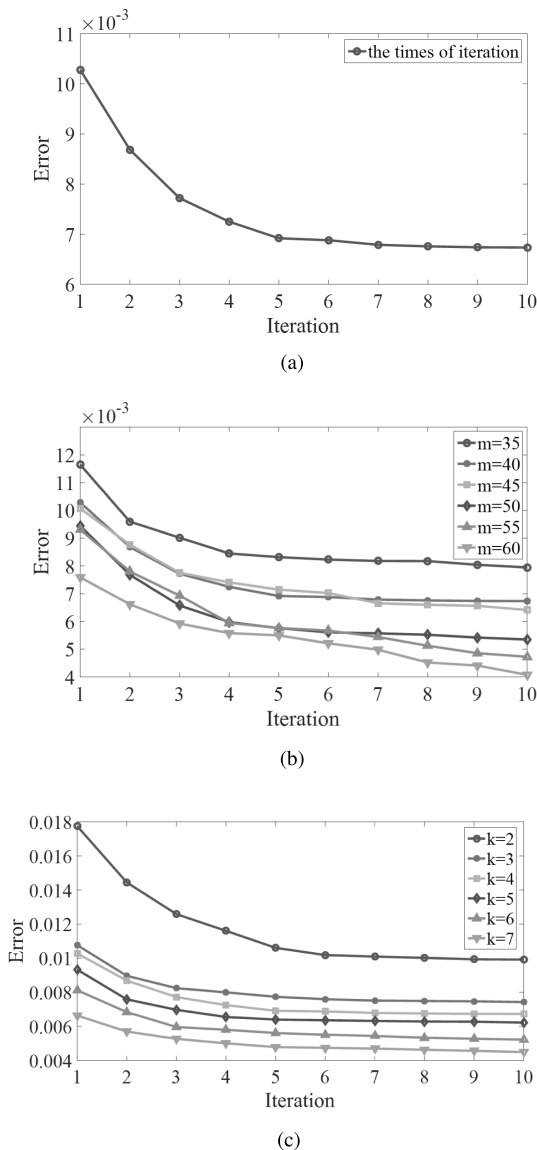 ×10⁻³
11
10
9
8
7
6
Error
the times of iteration
1 2 3 4 5 6 7 8 9 10
Iteration
(a)
×10⁻³
12
11
10
9
8
7
6
5
4
Error
m=35
m=40
m=45
m=50
m=55
m=60
1 2 3 4 5 6 7 8 9 10
Iteration
(b)
0.018
0.016
0.014
0.012
0.01
0.008
0.006
0.004
Error
k=2
k=3
k=4
k=5
k=6
k=7
1 2 3 4 5 6 7 8 9 10
Iteration
(c)